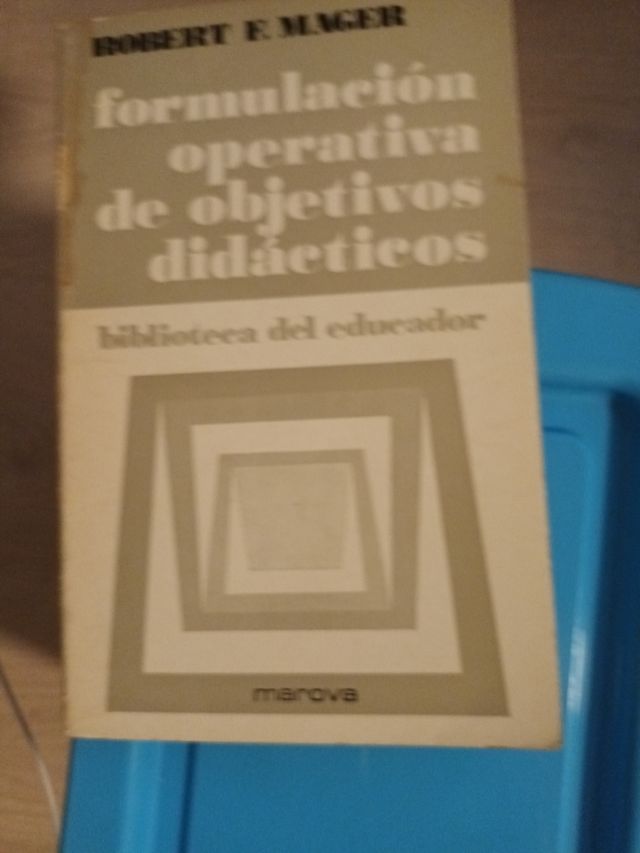 ROBERT F. MAGER
formulación
operativa
de objetivos
didácticos
biblioteca del educador
marova